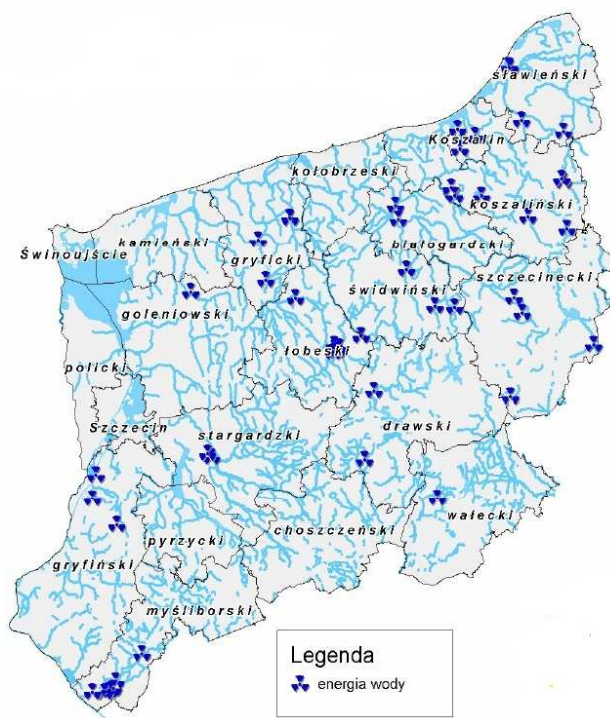 sławieński
Koszalin
kołobrzeski
koszaliński
kamieński
białogardzki
Świnoujście
gryficki
szczecinecki
goleniowski
świdwiński
łobeski
policki
Szczecin
stargardzki
drawski
wałecki
choszczeński
pyrzycki
gryfiński
myśliborski
Legenda
energia wody